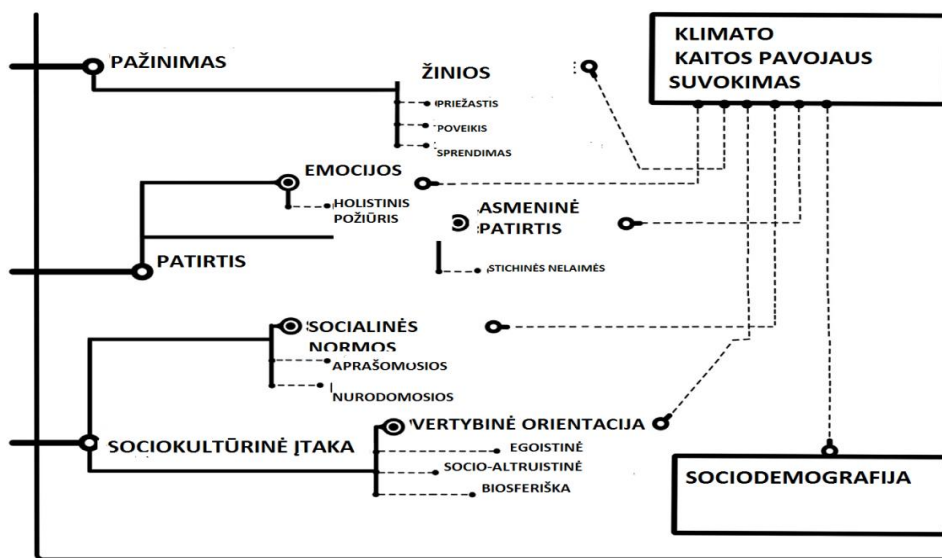 KLIMATO
KAITOS PAVOJAUS
SUVOKIMAS
PAŽINIMAS
ŽINIOS
PRIEŽASTIS
POVEIKIS
SPRENDIMAS
EMOCIJOS
HOLISTINIS
POŽIŪRIS
ASMENINĖ
PATIRTIS
PATIRTIS
STICHINĖS NELAIMĖS
SOCIALINĖS
NORMOS
APRAŠOMOSIOS
NURODOMOSIOS
VERTYBINĖ ORIENTACIJA
SOCIOKULTŪRINĖ ĮTAKA
EGOISTINĖ
SOCIO-ALTRUISTINĖ
BIOSFERIŠKA
SOCIODEMOGRAFIJA